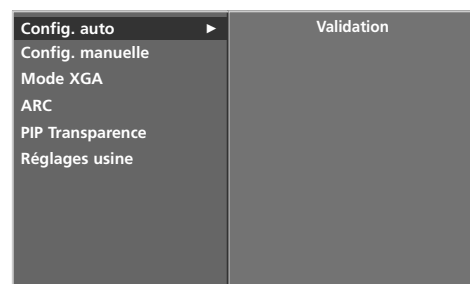 Config. auto ► Validation
Config. manuelle
Mode XGA
ARC
PIP Transparence
Réglages usine